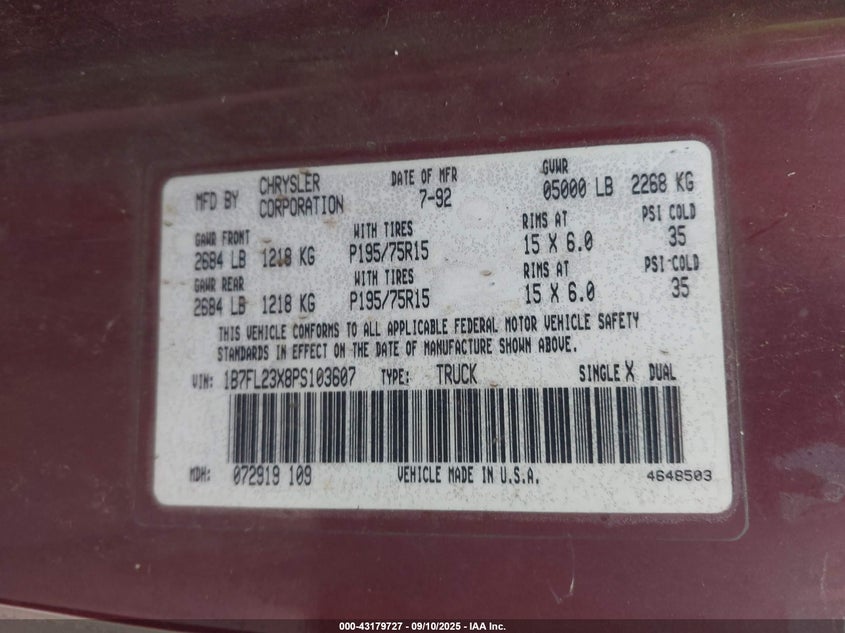 MFD BY CHRYSLER CORPORATION DATE OF MFR 7-92 GVWR 05000 LB 2268 KG
GAWR FRONT WITH TIRES RIMS AT PSI COLD
2684 LB 1218 KG P195/75R15 15 X 6.0 35
GAWR REAR WITH TIRES RIMS AT PSI COLD
2684 LB 1218 KG P195/75R15 15 X 6.0 35
THIS VEHICLE CONFORMS TO ALL APPLICABLE FEDERAL MOTOR VEHICLE SAFETY
STANDARDS IN EFFECT ON THE DATE OF MANUFACTURE SHOWN ABOVE.
VIN: 1B7FL23X8PS103607 TYPE: TRUCK SINGLE X DUAL
MDH: 072919 109 VEHICLE MADE IN U.S.A. 4648503
000-43179727 - 09/10/2025 - IAA Inc.